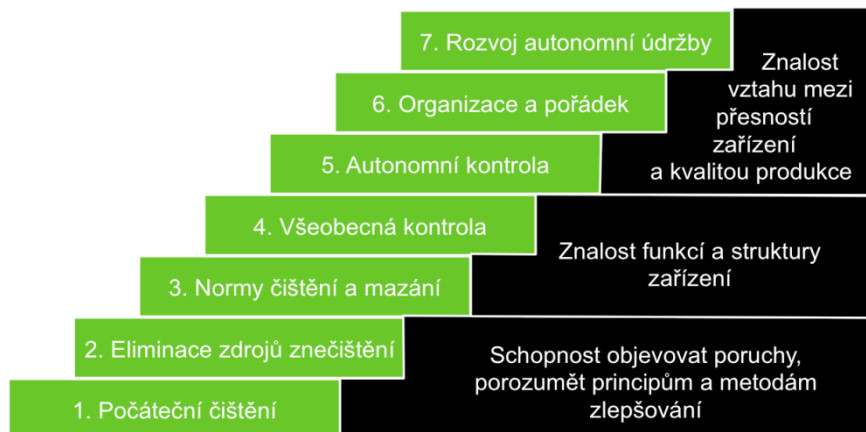 7. Rozvoj autonomní údržby
6. Organizace a pořádek
5. Autonomní kontrola
Znalost
vztahu mezi
přesností
zařízení
a kvalitou produkce
4. Všeobecná kontrola
3. Normy čištění a mazání
Znalost funkcí a struktury
zařízení
2. Eliminace zdrojů znečištění
1. Počáteční čištění
Schopnost objevovat poruchy,
porozumět principům a metodám
zlepšování